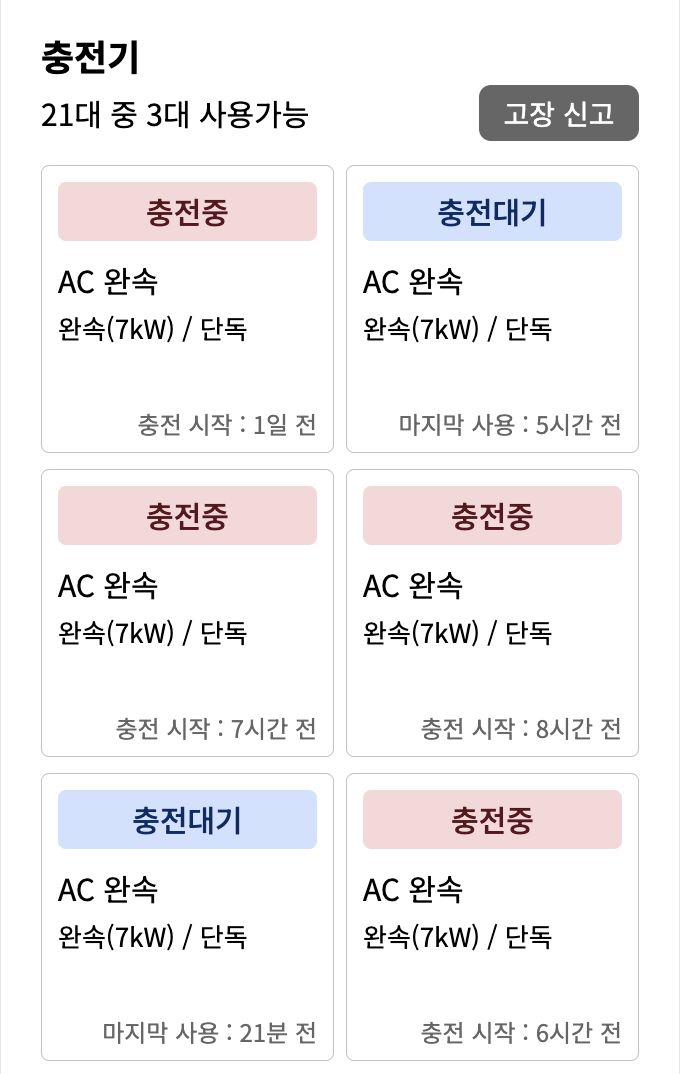 충전기
21대 중 3대 사용가능
고장 신고
충전중
AC 완속
완속(7kW) / 단독
충전 시작 : 1일 전
충전대기
AC 완속
완속(7kW) / 단독
마지막 사용 : 5시간 전
충전중
AC 완속
완속(7kW) / 단독
충전 시작 : 7시간 전
충전중
AC 완속
완속(7kW) / 단독
충전 시작 : 8시간 전
충전대기
AC 완속
완속(7kW) / 단독
마지막 사용 : 21분 전
충전중
AC 완속
완속(7kW) / 단독
충전 시작 : 6시간 전